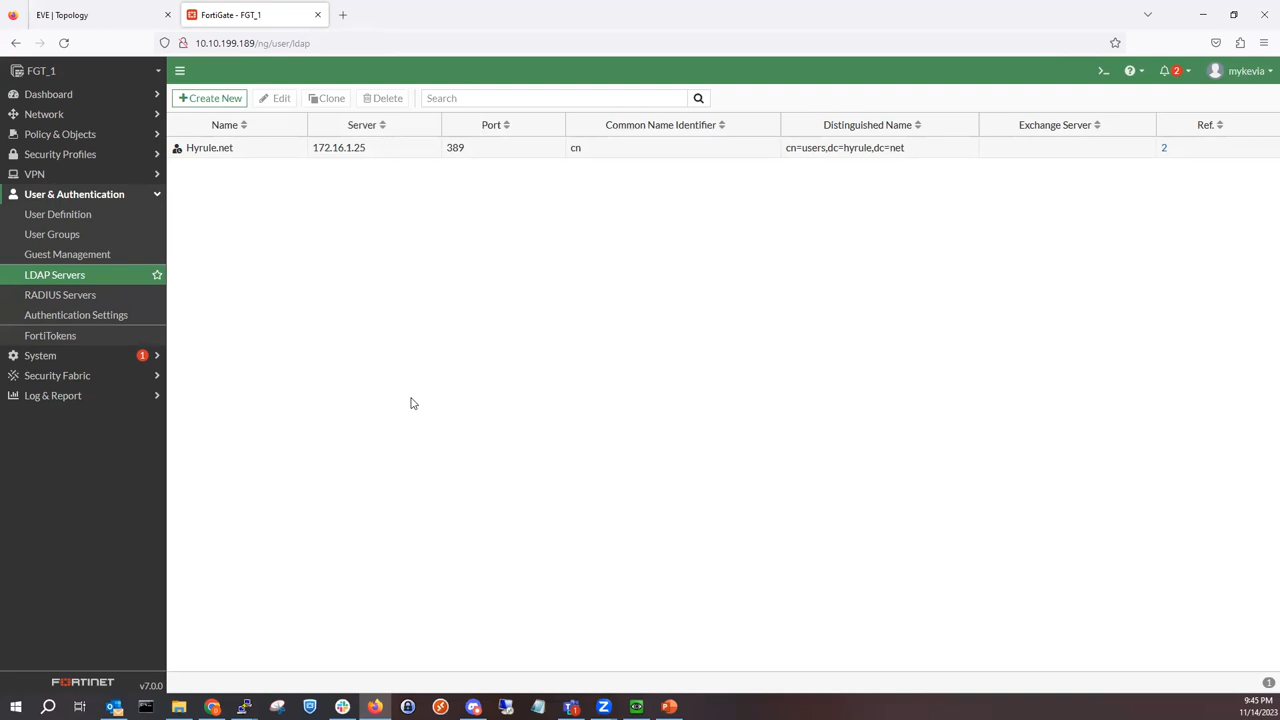 EVE | Topology
FortiGate - FGT_1
10.10.199.189/ng/user/ldap
FGT_1
2
mykevia
Dashboard
Network
Policy & Objects
Security Profiles
VPN
User & Authentication
User Definition
User Groups
Guest Management
LDAP Servers
RADIUS Servers
Authentication Settings
FortiTokens
System
1
Security Fabric
Log & Report
Create New
Edit
Clone
Delete
Search
Name Server Port Common Name Identifier Distinguished Name Exchange Server Ref.
Hyrule.net 172.16.1.25 389 cn cn=users,dc=hyrule,dc=net 2
FORTINET v7.0.0
1
9:45 PM
11/14/2023